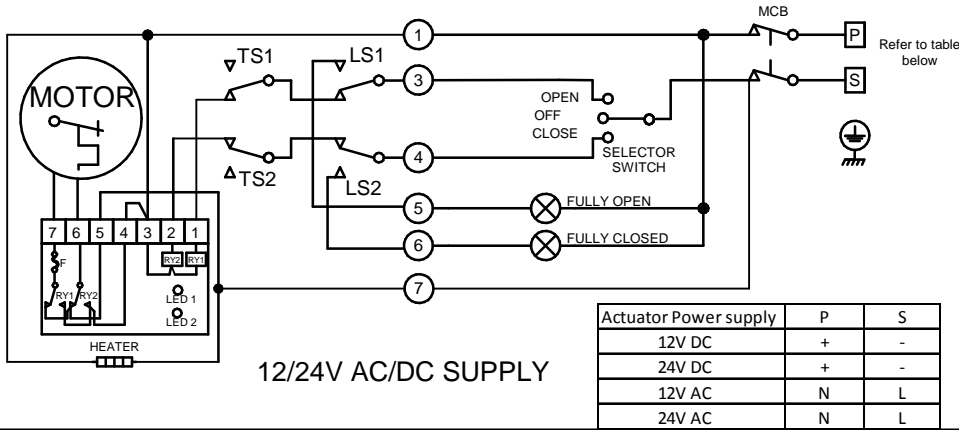 MCB
1
P
Refer to table
below
TS1
LS1
3
S
MOTOR
OPEN
OFF
CLOSE
SELECTOR
SWITCH
4
TS2
LS2
5
FULLY OPEN
7 6 5 4 3 2 1
6
FULLY CLOSED
F
RY2 RY1
RY1 RY2
7
LED 1
LED 2
HEATER
12/24V AC/DC SUPPLY
Actuator Power supply P S
12V DC + -
24V DC + -
12V AC N L
24V AC N L